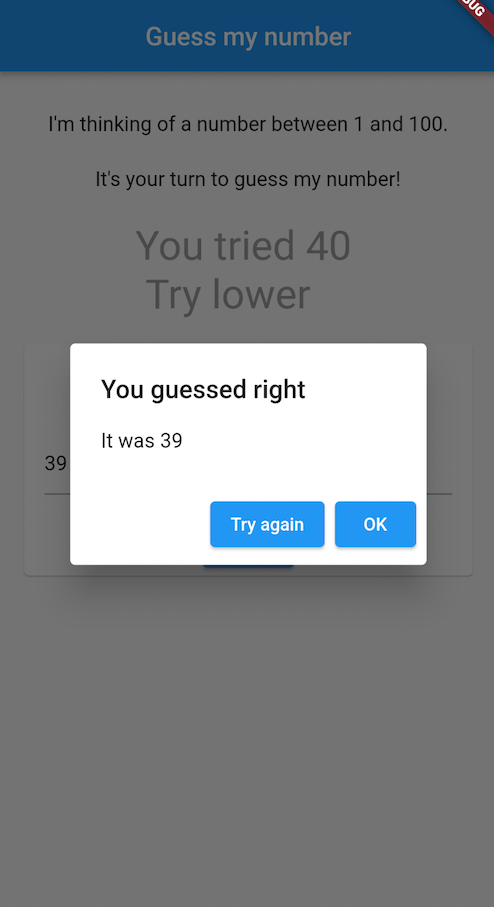 Guess my number
I'm thinking of a number between 1 and 100.
It's your turn to guess my number!
You tried 40
Try lower
You guessed right
It was 39
39
Try again OK